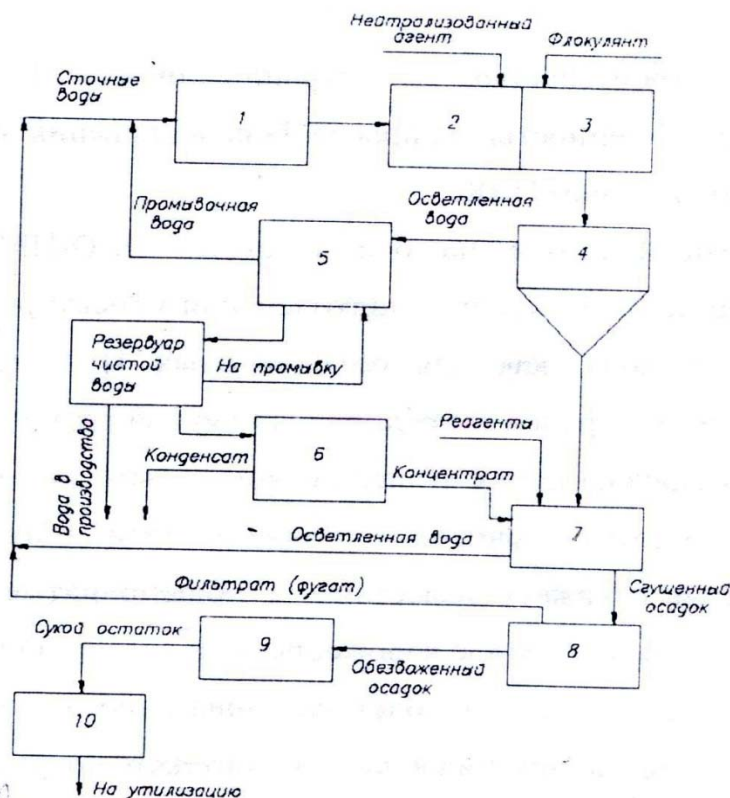 Нейтрализованный
агент
Флокулянт
Сточные
воды
1
2
3
Промывочная
вода
Осветленная
вода
4
5
Резервуар
чистой
воды
На промывку
Реагенты
Конденсат
6
Концентрат
Вода в
производство
7
Осветленная вода
Сгущенный
осадок
Фильтрат (фугат)
Сухой остаток
9
8
Обезвоженный
осадок
10
На утилизацию